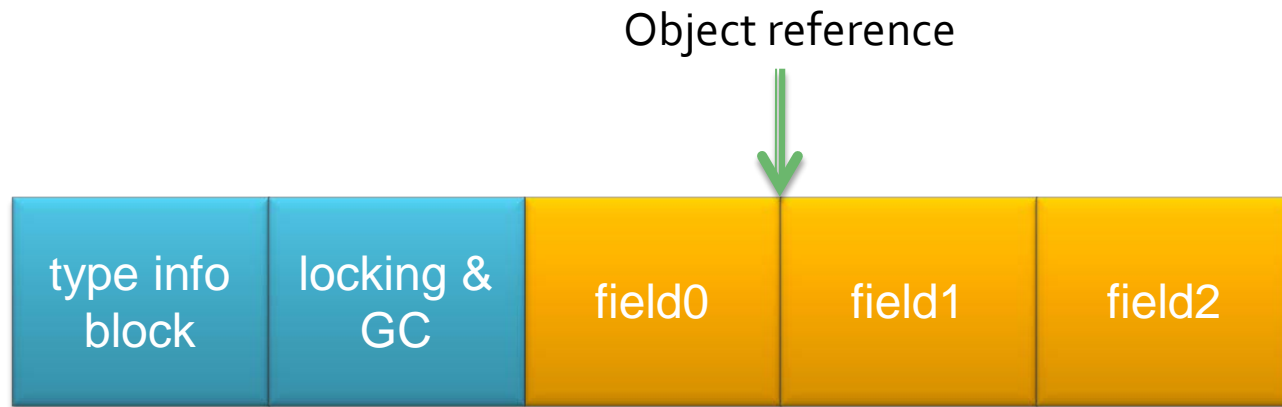 Object reference
type info
block
locking &
GC
field0
field1
field2